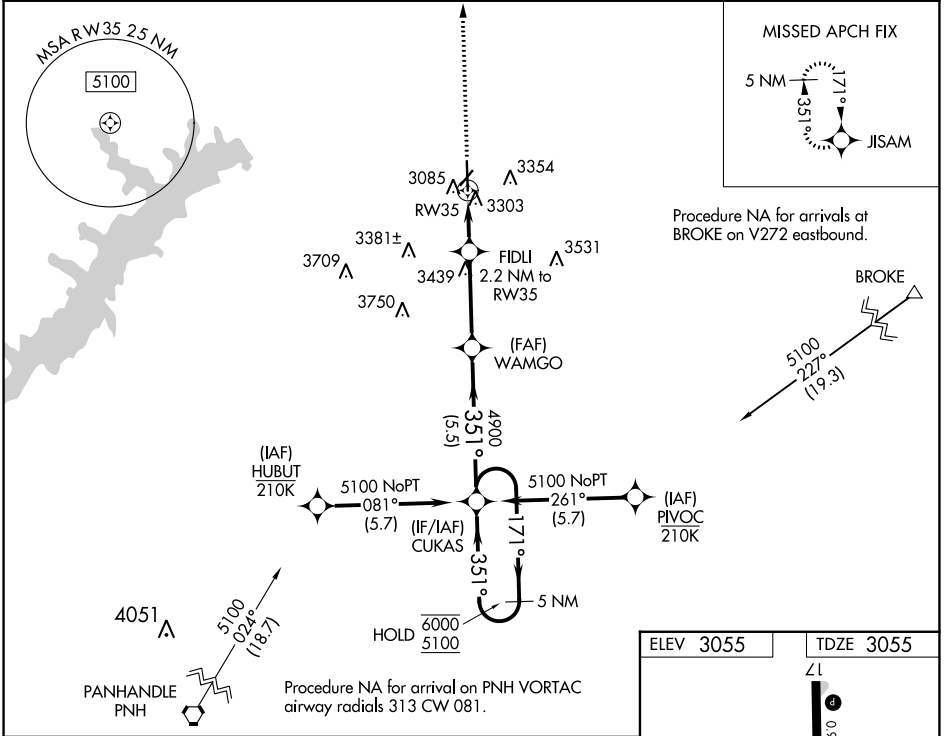 MSA RW35 25 NM
5100
MISSED APCH FIX
5 NM
351°
171°
JISAM
3085
3354
RW35
3303
3381±
3709
3439
3531
3750
FIDLI
2.2 NM to
RW35
Procedure NA for arrivals at
BROKE on V272 eastbound.
BROKE
5100
227°
(19.3)
(FAF)
WAMGO
4900
351°
(5.5)
(IAF)
HUBUT
210K
5100 NoPT
081°
(5.7)
(IF/IAF)
CUKAS
5100 NoPT
261°
(5.7)
(IAF)
PIVOC
210K
171°
351°
5 NM
HOLD
6000
5100
4051
5100
024°
(18.7)
PANHANDLE
PNH
Procedure NA for arrival on PNH VORTAC
airway radials 313 CW 081.
ELEV 3055
TDZE 3055
17
P